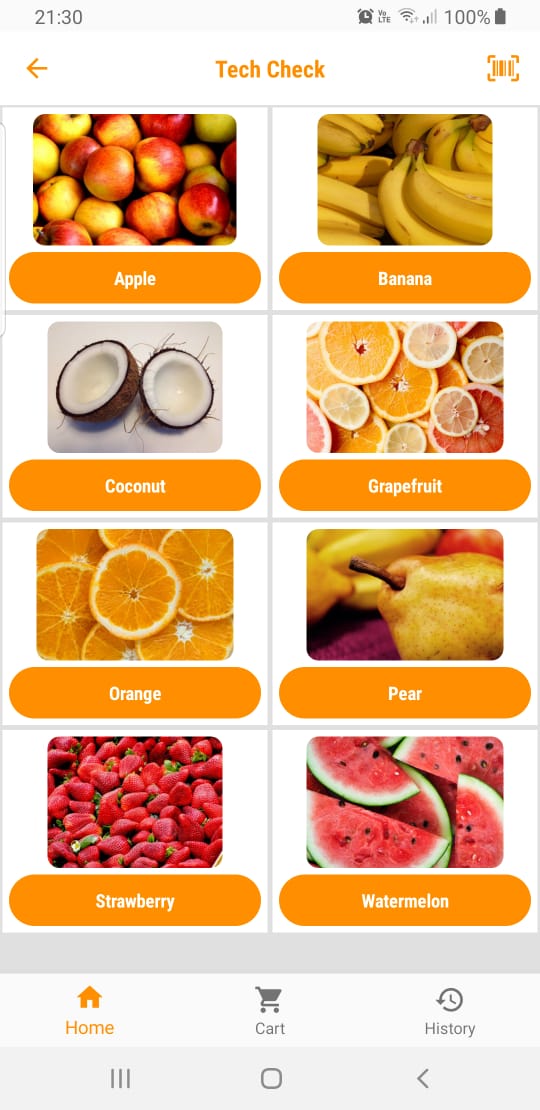 21:30 Vo LTE 100%
Tech Check
Apple Banana
Coconut Grapefruit
Orange Pear
Strawberry Watermelon
Home Cart History